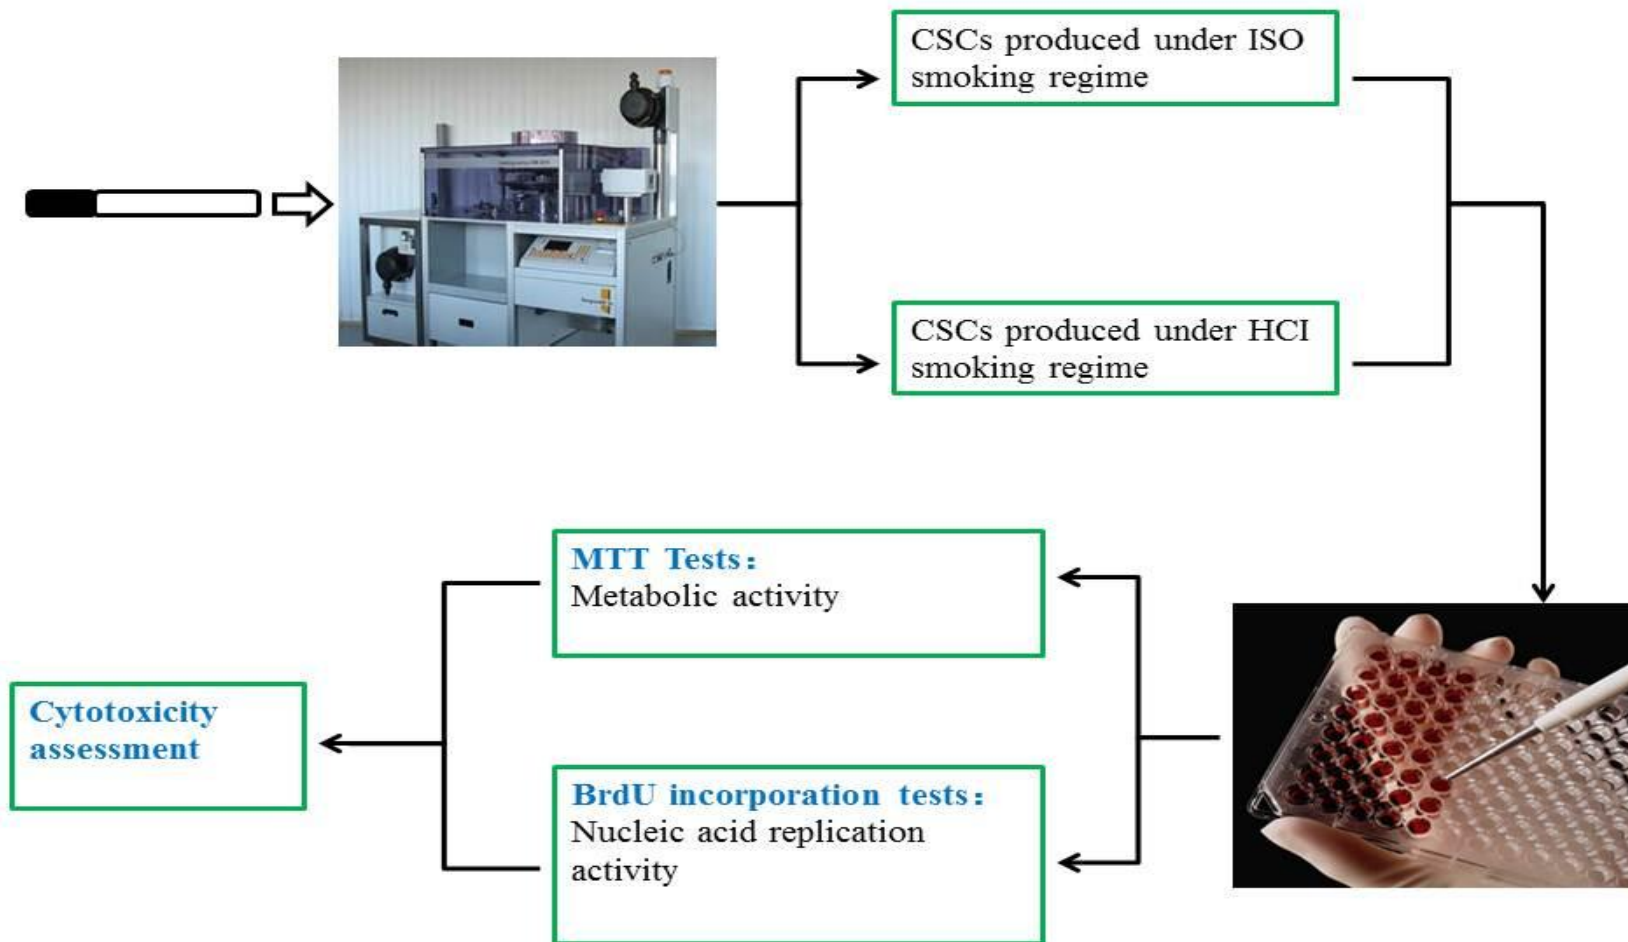 CSCs produced under ISO
smoking regime
CSCs produced under HCI
smoking regime
MTT Tests：
Metabolic activity
BrdU incorporation tests：
Nucleic acid replication
activity
Cytotoxicity
assessment